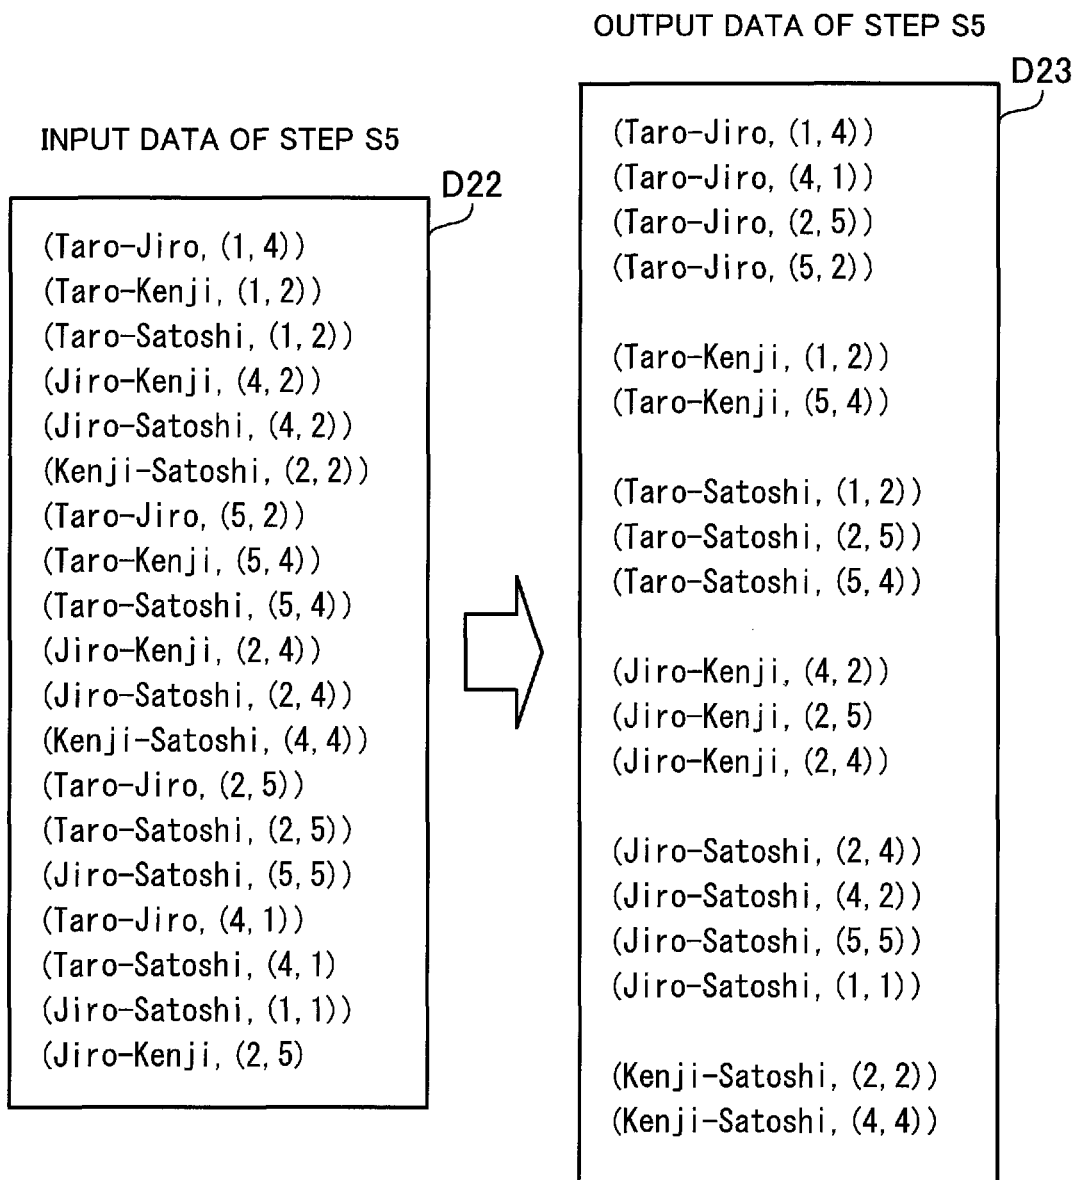 INPUT DATA OF STEP S5
D22
(Taro-Jiro, (1,4))
(Taro-Kenji, (1,2))
(Taro-Satoshi, (1,2))
(Jiro-Kenji, (4,2))
(Jiro-Satoshi, (4,2))
(Kenji-Satoshi, (2,2))
(Taro-Jiro, (5,2))
(Taro-Kenji, (5,4))
(Taro-Satoshi, (5,4))
(Jiro-Kenji, (2,4))
(Jiro-Satoshi, (2,4))
(Kenji-Satoshi, (4,4))
(Taro-Jiro, (2,5))
(Taro-Satoshi, (2,5))
(Jiro-Satoshi, (5,5))
(Taro-Jiro, (4,1))
(Taro-Satoshi, (4,1)
(Jiro-Satoshi, (1,1))
(Jiro-Kenji, (2,5)
OUTPUT DATA OF STEP S5
D23
(Taro-Jiro, (1,4))
(Taro-Jiro, (4,1))
(Taro-Jiro, (2,5))
(Taro-Jiro, (5,2))
(Taro-Kenji, (1,2))
(Taro-Kenji, (5,4))
(Taro-Satoshi, (1,2))
(Taro-Satoshi, (2,5))
(Taro-Satoshi, (5,4))
(Jiro-Kenji, (4,2))
(Jiro-Kenji, (2,5)
(Jiro-Kenji, (2,4))
(Jiro-Satoshi, (2,4))
(Jiro-Satoshi, (4,2))
(Jiro-Satoshi, (5,5))
(Jiro-Satoshi, (1,1))
(Kenji-Satoshi, (2,2))
(Kenji-Satoshi, (4,4))